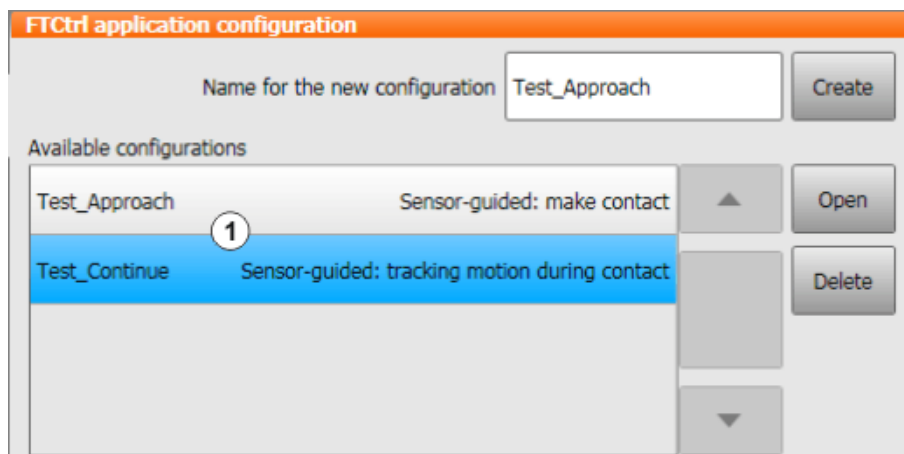 FTCtrl application configuration
Name for the new configuration Test_Approach Create
Available configurations
Test_Approach Sensor-guided: make contact Open
1
Test_Continue Sensor-guided: tracking motion during contact Delete